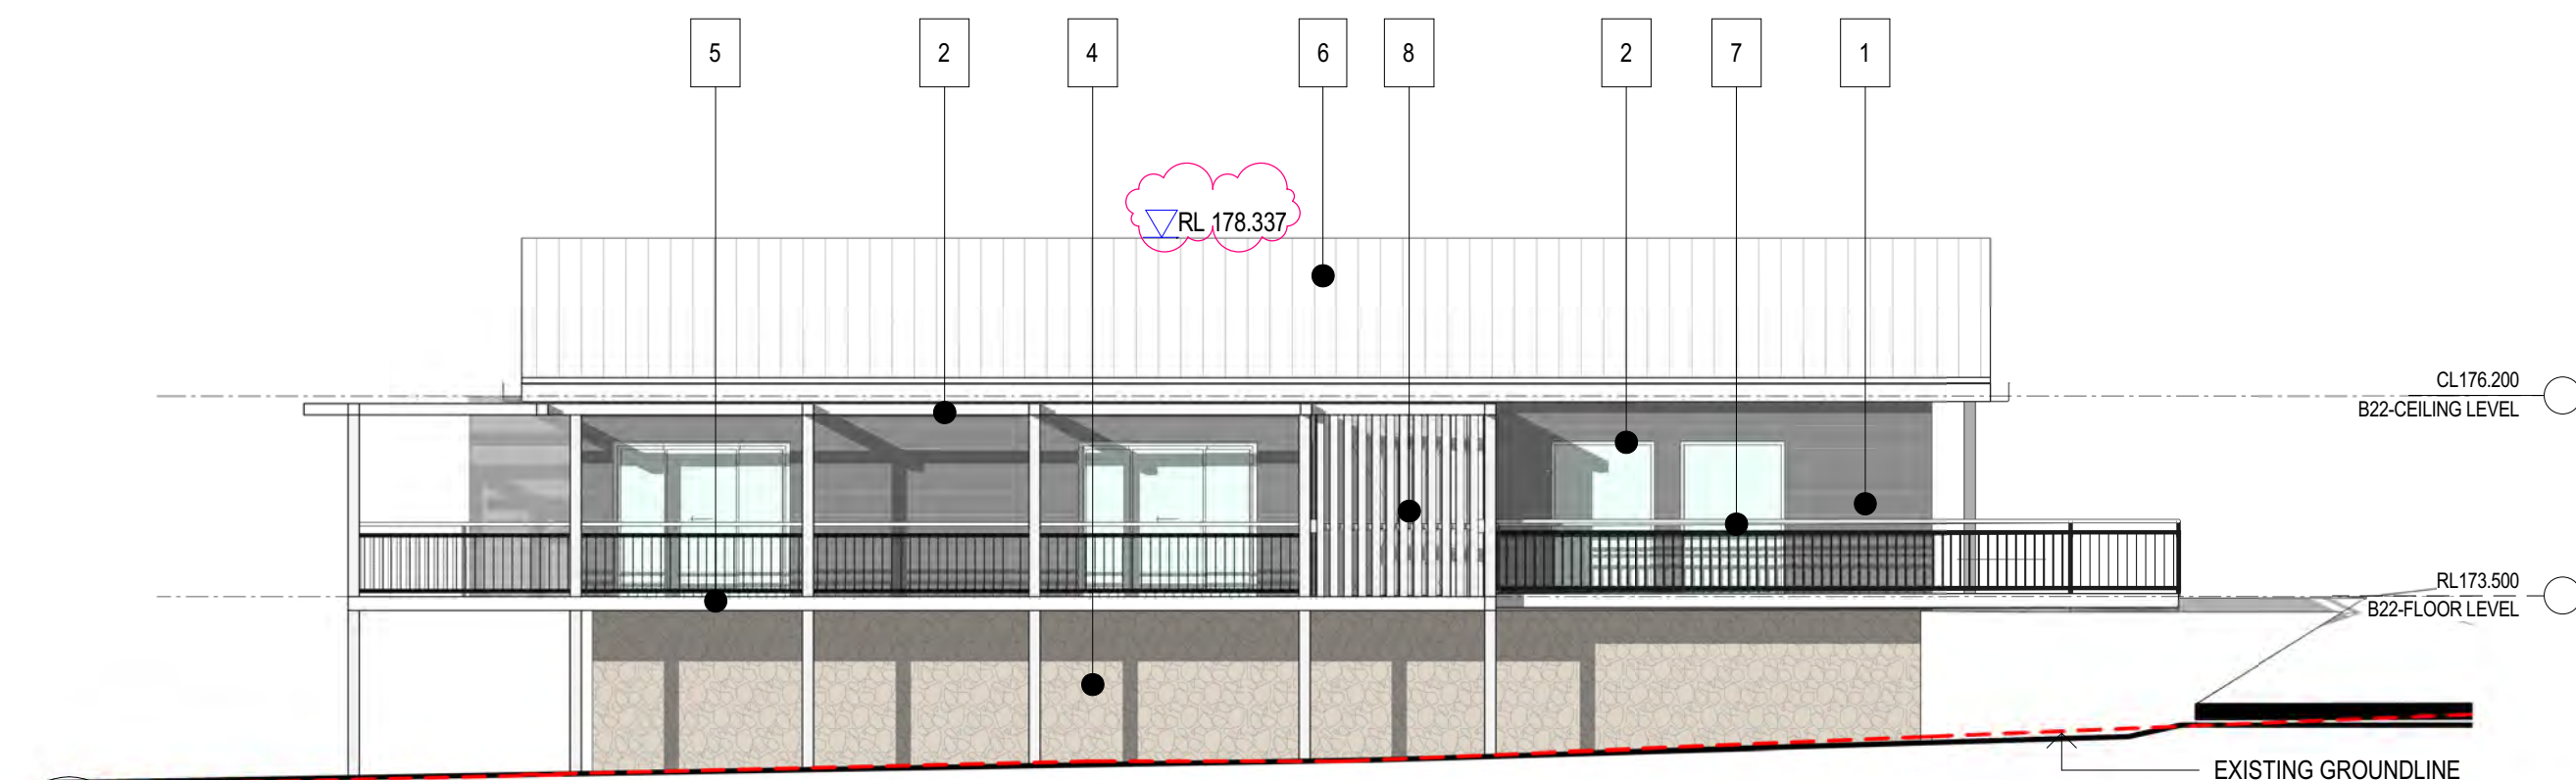 5 2 4 6 8 2 7 1
RL 178.337
CL176.200
B22-CEILING LEVEL
RL173.500
B22-FLOOR LEVEL
EXISTING GROUNDLINE